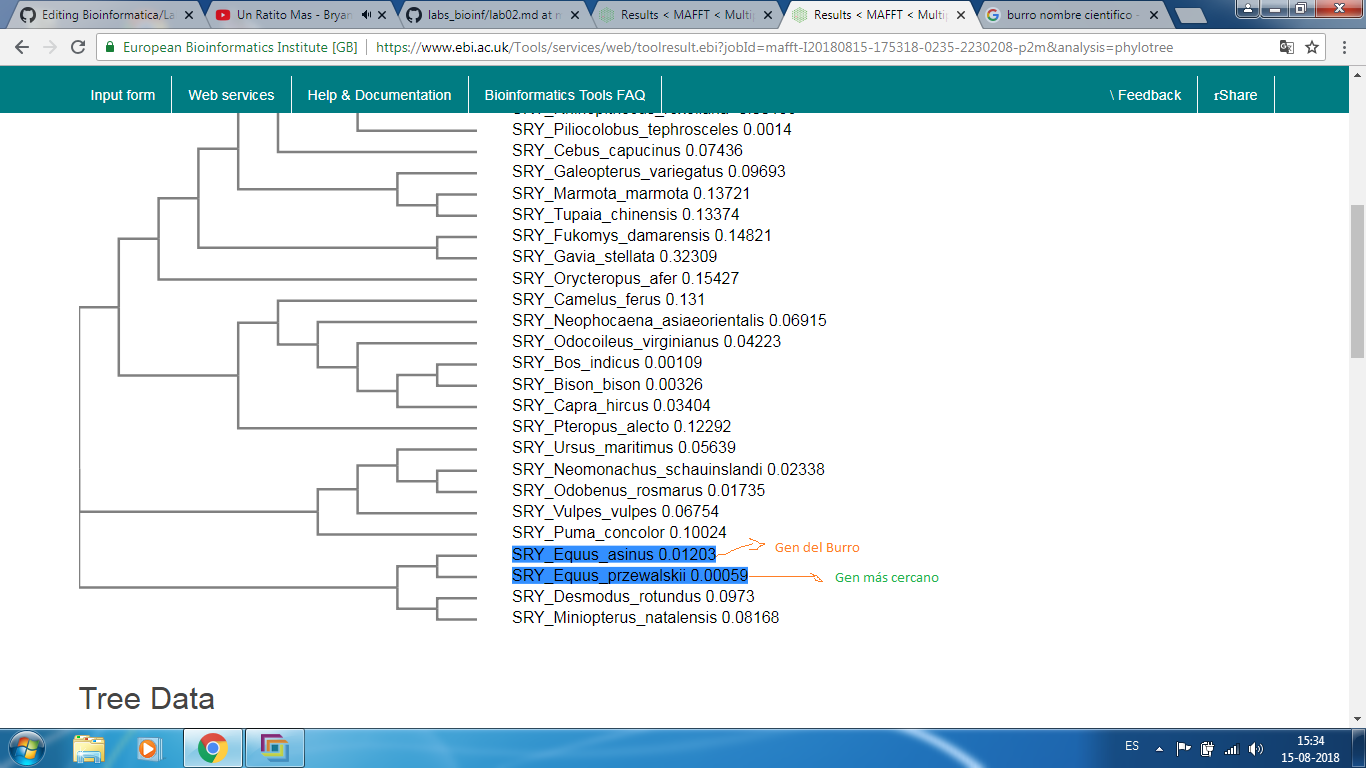 Editing Bioinformatica/La
Un Ratito Mas - Bryan
labs_bioinf/lab02.md at n
Results < MAFFT < Multip
Results < MAFFT < Multip
burro nombre cientifico -
European Bioinformatics Institute [GB]
https://www.ebi.ac.uk/Tools/services/web/toolresult.ebi?jobId=mafft-I20180815-175318-0235-2230208-p2m&analysis=phylotree
Input form
Web services
Help & Documentation
Bioinformatics Tools FAQ
\ Feedback
rShare
SRY_Piliocolobus_tephrosceles 0.0014
SRY_Cebus_capucinus 0.07436
SRY_Galeopterus_variegatus 0.09693
SRY_Marmota_marmota 0.13721
SRY_Tupaia_chinensis 0.13374
SRY_Fukomys_damarensis 0.14821
SRY_Gavia_stellata 0.32309
SRY_Orycteropus_afer 0.15427
SRY_Camelus_ferus 0.131
SRY_Neophocaena_asiaeorientalis 0.06915
SRY_Odocoileus_virginianus 0.04223
SRY_Bos_indicus 0.00109
SRY_Bison_bison 0.00326
SRY_Capra_hircus 0.03404
SRY_Pteropus_alecto 0.12292
SRY_Ursus_maritimus 0.05639
SRY_Neomonachus_schauinslandi 0.02338
SRY_Odobenus_rosmarus 0.01735
SRY_Vulpes_vulpes 0.06754
SRY_Puma_concolor 0.10024
SRY_Equus_asinus 0.01203
Gen del Burro
SRY_Equus_przewalskii 0.00059
Gen más cercano
SRY_Desmodus_rotundus 0.0973
SRY_Miniopterus_natalensis 0.08168
Tree Data
ES
15:34
15-08-2018